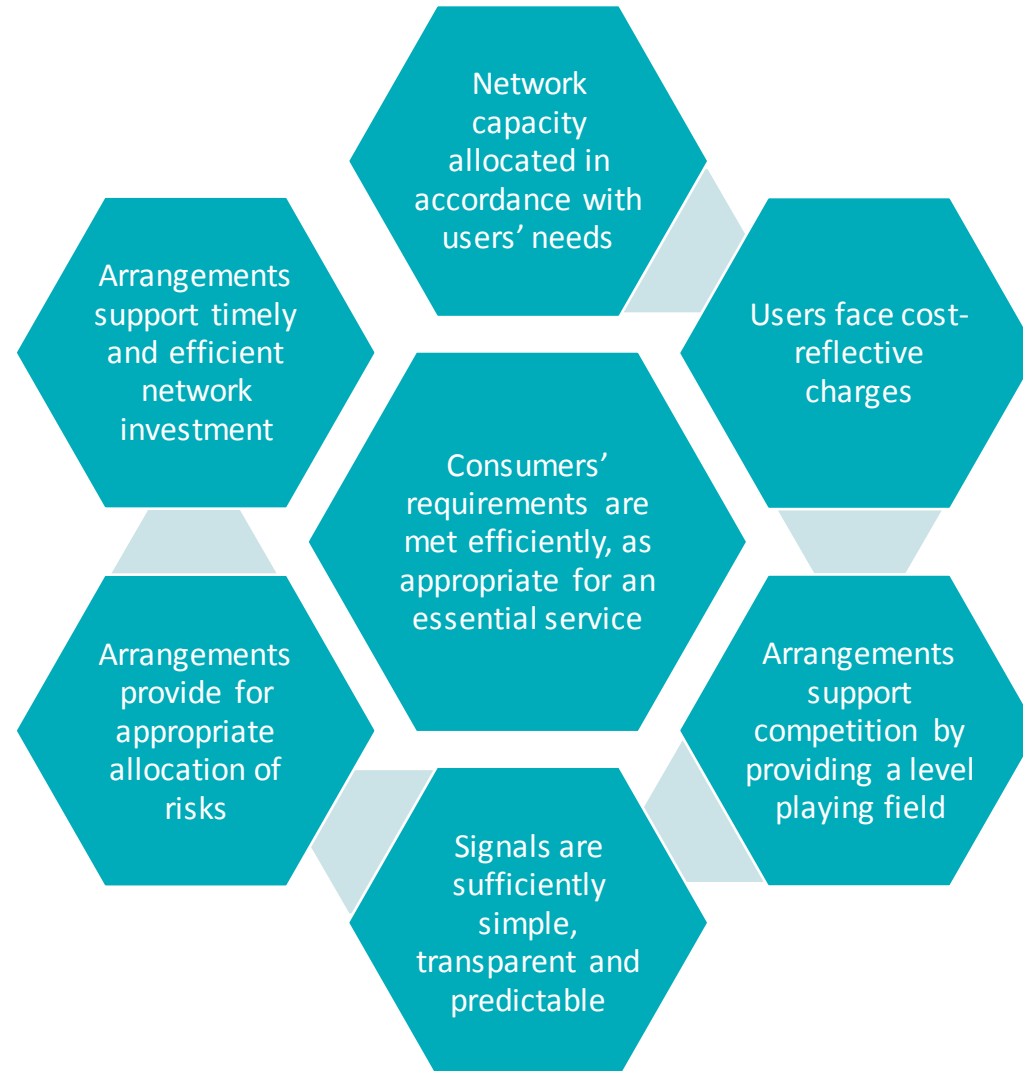 Network
capacity
allocated in
accordance with
users’ needs
Users face cost-
reflective
charges
Arrangements
support
competition by
providing a level
playing field
Signals are
sufficiently
simple,
transparent and
predictable
Arrangements
provide for
appropriate
allocation of
risks
Arrangements
support timely
and efficient
network
investment
Consumers’
requirements are
met efficiently, as
appropriate for an
essential service